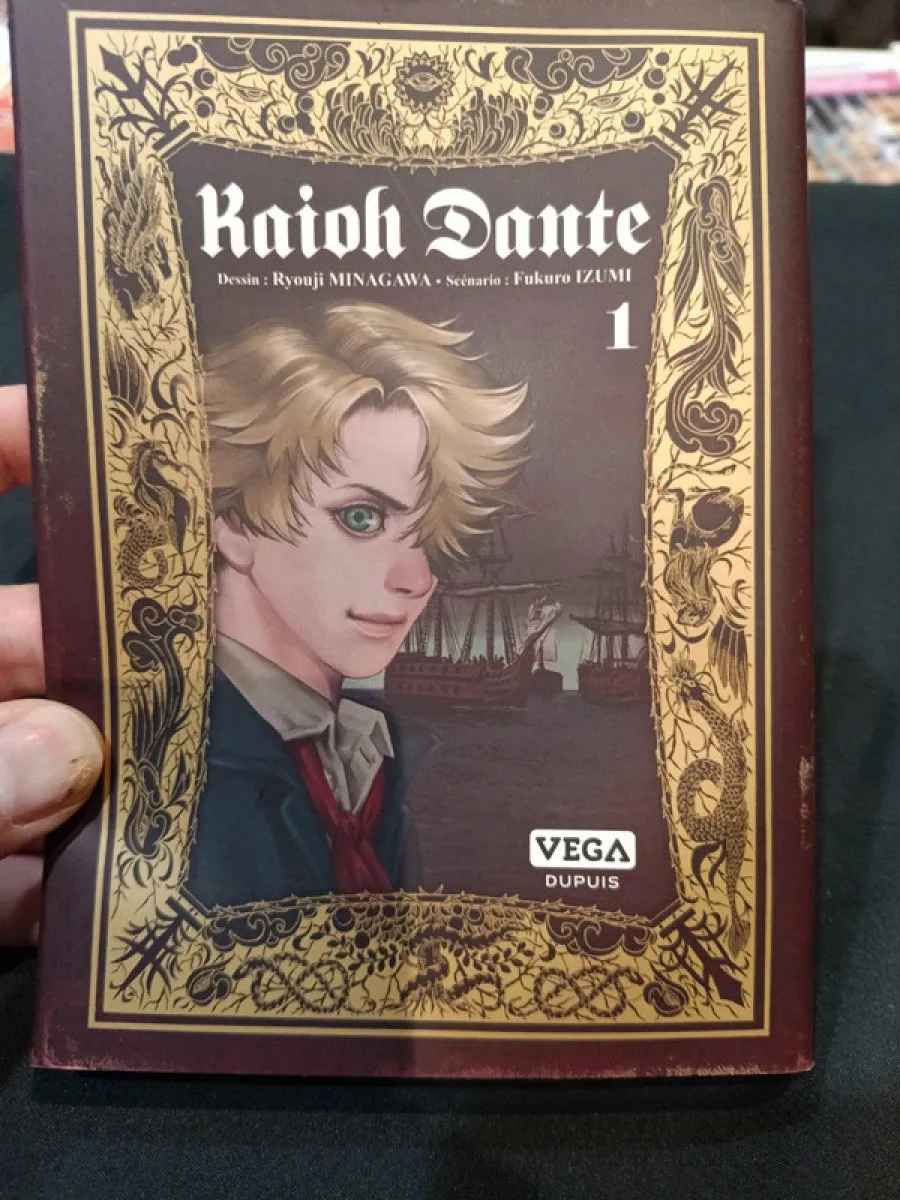 Kaioh Dante
Dessin : Ryouji MINAGAWA • Scénario : Fukuro IZUMI
1
VEGA
DUPUIS